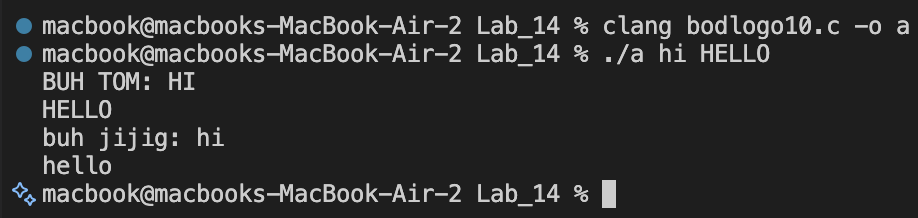 macbook@macbooks-MacBook-Air-2 Lab_14 % clang bodlogo10.c -o a
macbook@macbooks-MacBook-Air-2 Lab_14 % ./a hi HELLO
BUH TOM: HI
HELLO
buh jijig: hi
hello
macbook@macbooks-MacBook-Air-2 Lab_14 %